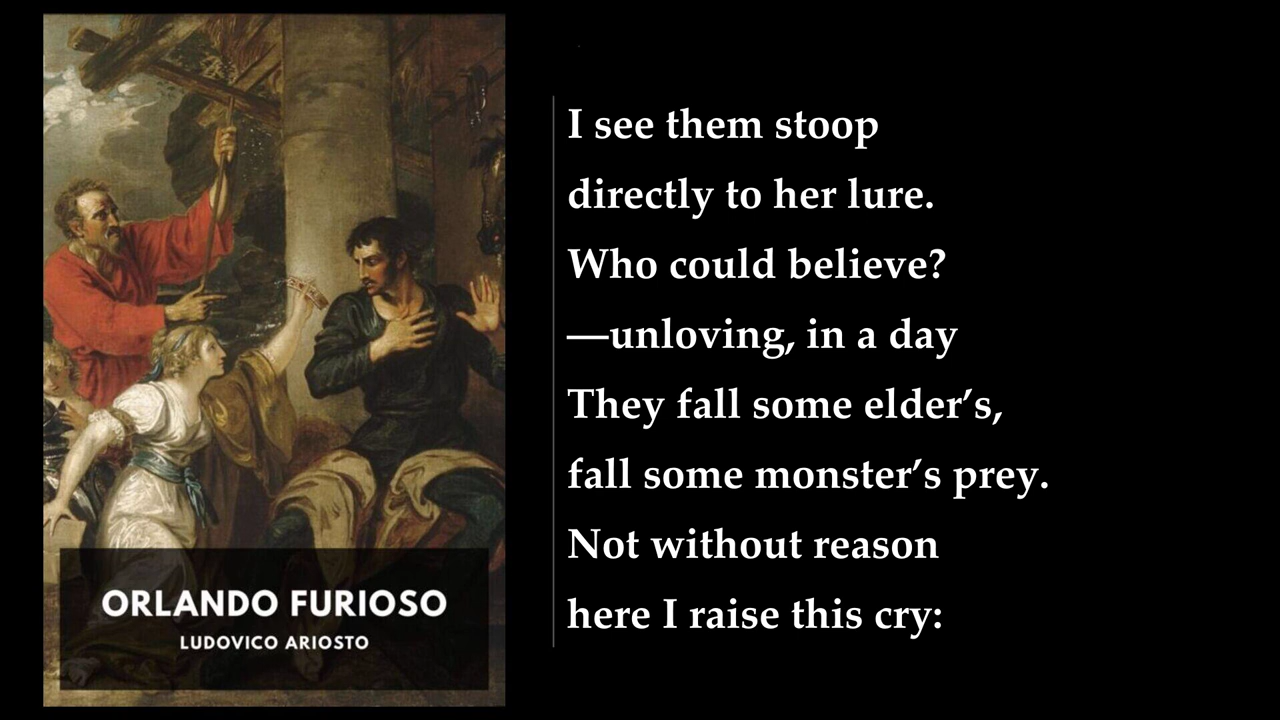 ORLANDO FURIOSO
LUDOVICO ARIOSTO
I see them stoop
directly to her lure.
Who could believe?
—unloving, in a day
They fall some elder’s,
fall some monster’s prey.
Not without reason
here I raise this cry: